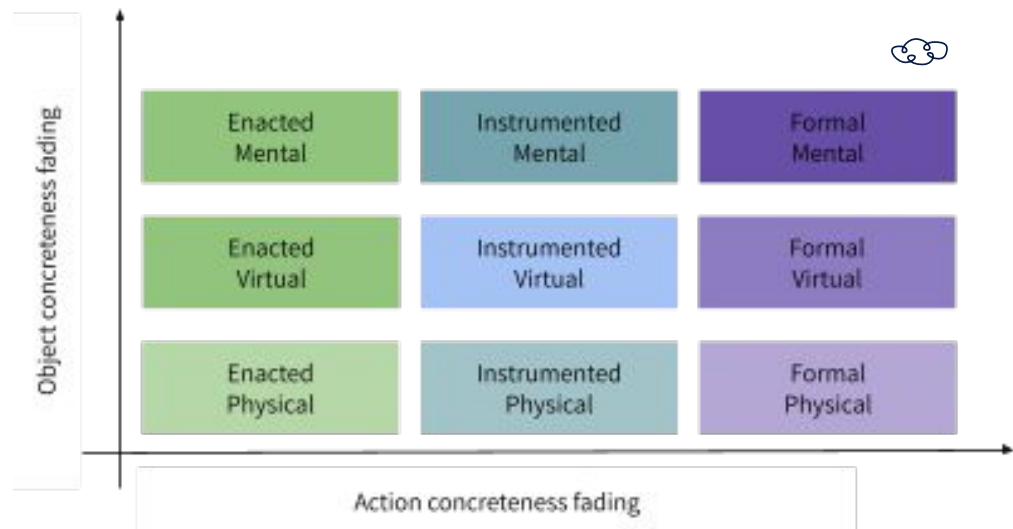 Object concreteness fading
Enacted
Mental
Instrumented
Mental
Formal
Mental
Enacted
Virtual
Instrumented
Virtual
Formal
Virtual
Enacted
Physical
Instrumented
Physical
Formal
Physical
Action concreteness fading